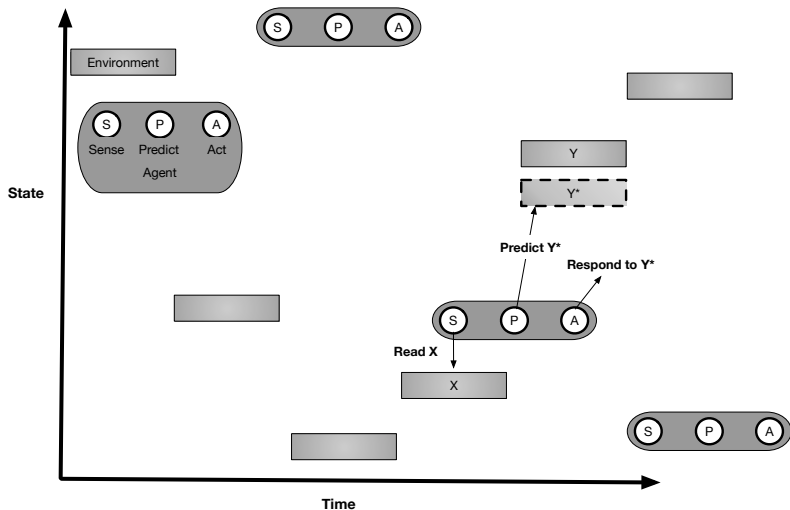 S P A
Environment
S P A
Sense Predict Act
Agent
Y
State
Y*
Predict Y*
Respond to Y*
S P A
Read X
X
S P A
Time